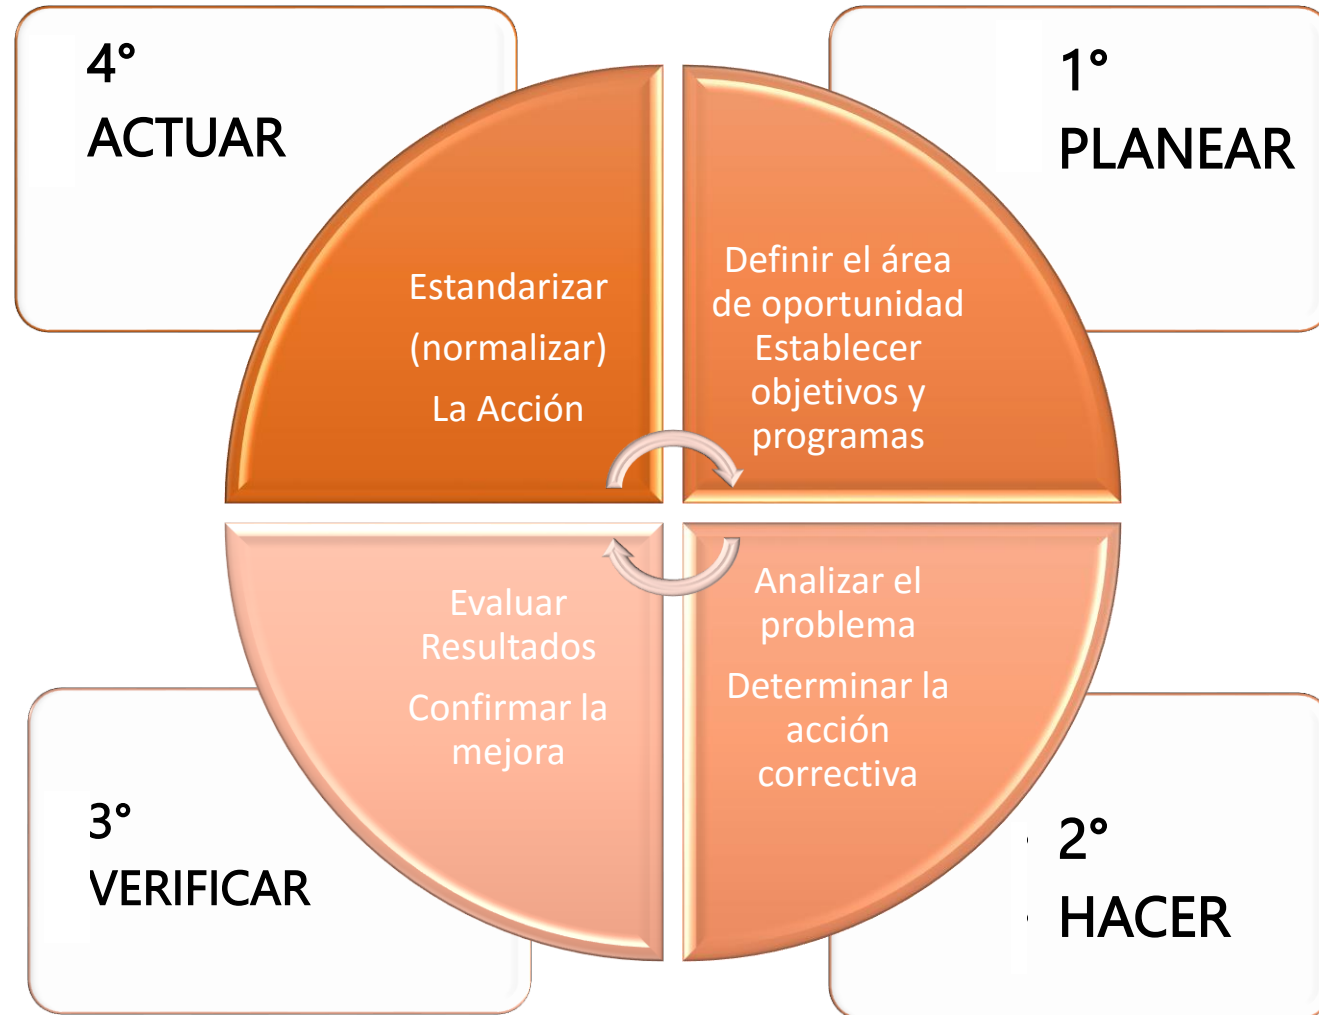 4°
ACTUAR
1°
PLANEAR
Estandarizar
(normalizar)
La Acción
Definir el área
de oportunidad
Establecer
objetivos y
programas
Evaluar
Resultados
Confirmar la
mejora
Analizar el
problema
Determinar la
acción
correctiva
3°
VERIFICAR
2°
HACER